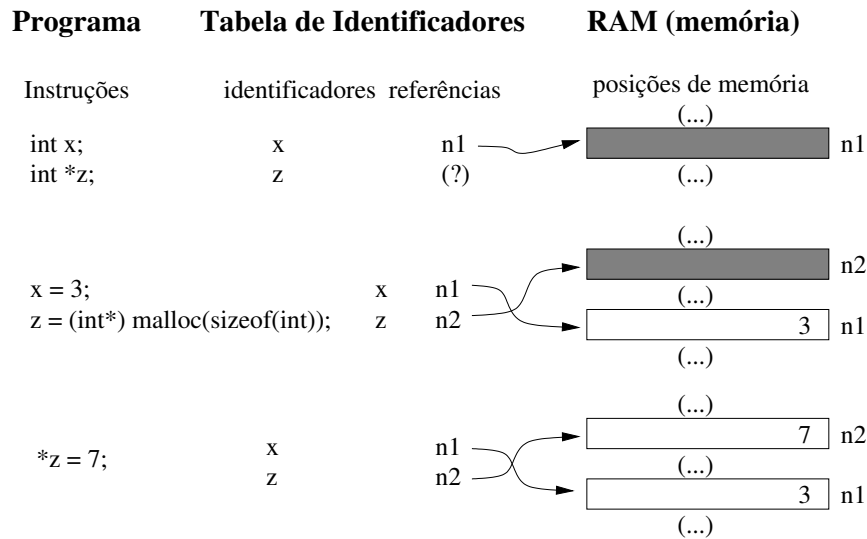 Programa Tabela de Identificadores RAM (memória)
Instruções identificadores referências posições de memória
(...)
int x; x n1 n1
int *z; z (?) (...)
(...)
n2
x = 3; x n1 (...)
z = (int*) malloc(sizeof(int)); z n2 3 n1
(...)
(...)
7 n2
*z = 7; x n1
(...)
z n2
3 n1
(...)